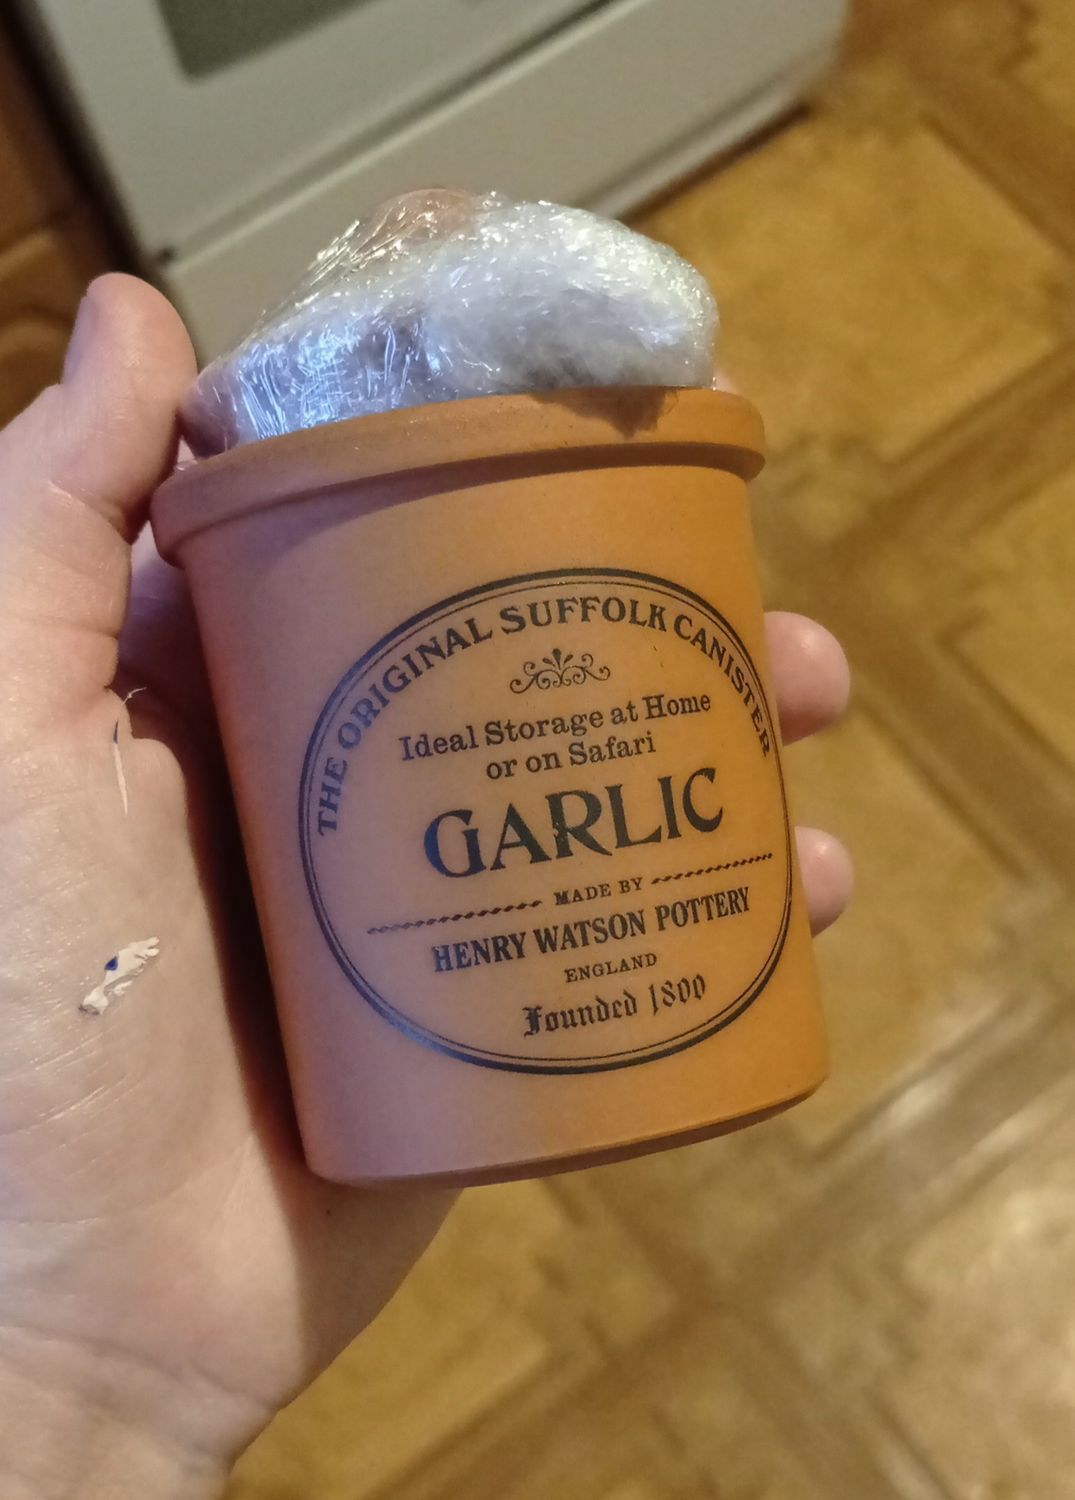 THE ORIGINAL SUFFOLK CANISTER
Ideal Storage at Home
or on Safari
GARLIC
MADE BY
HENRY WATSON POTTERY
ENGLAND
Founded 1800